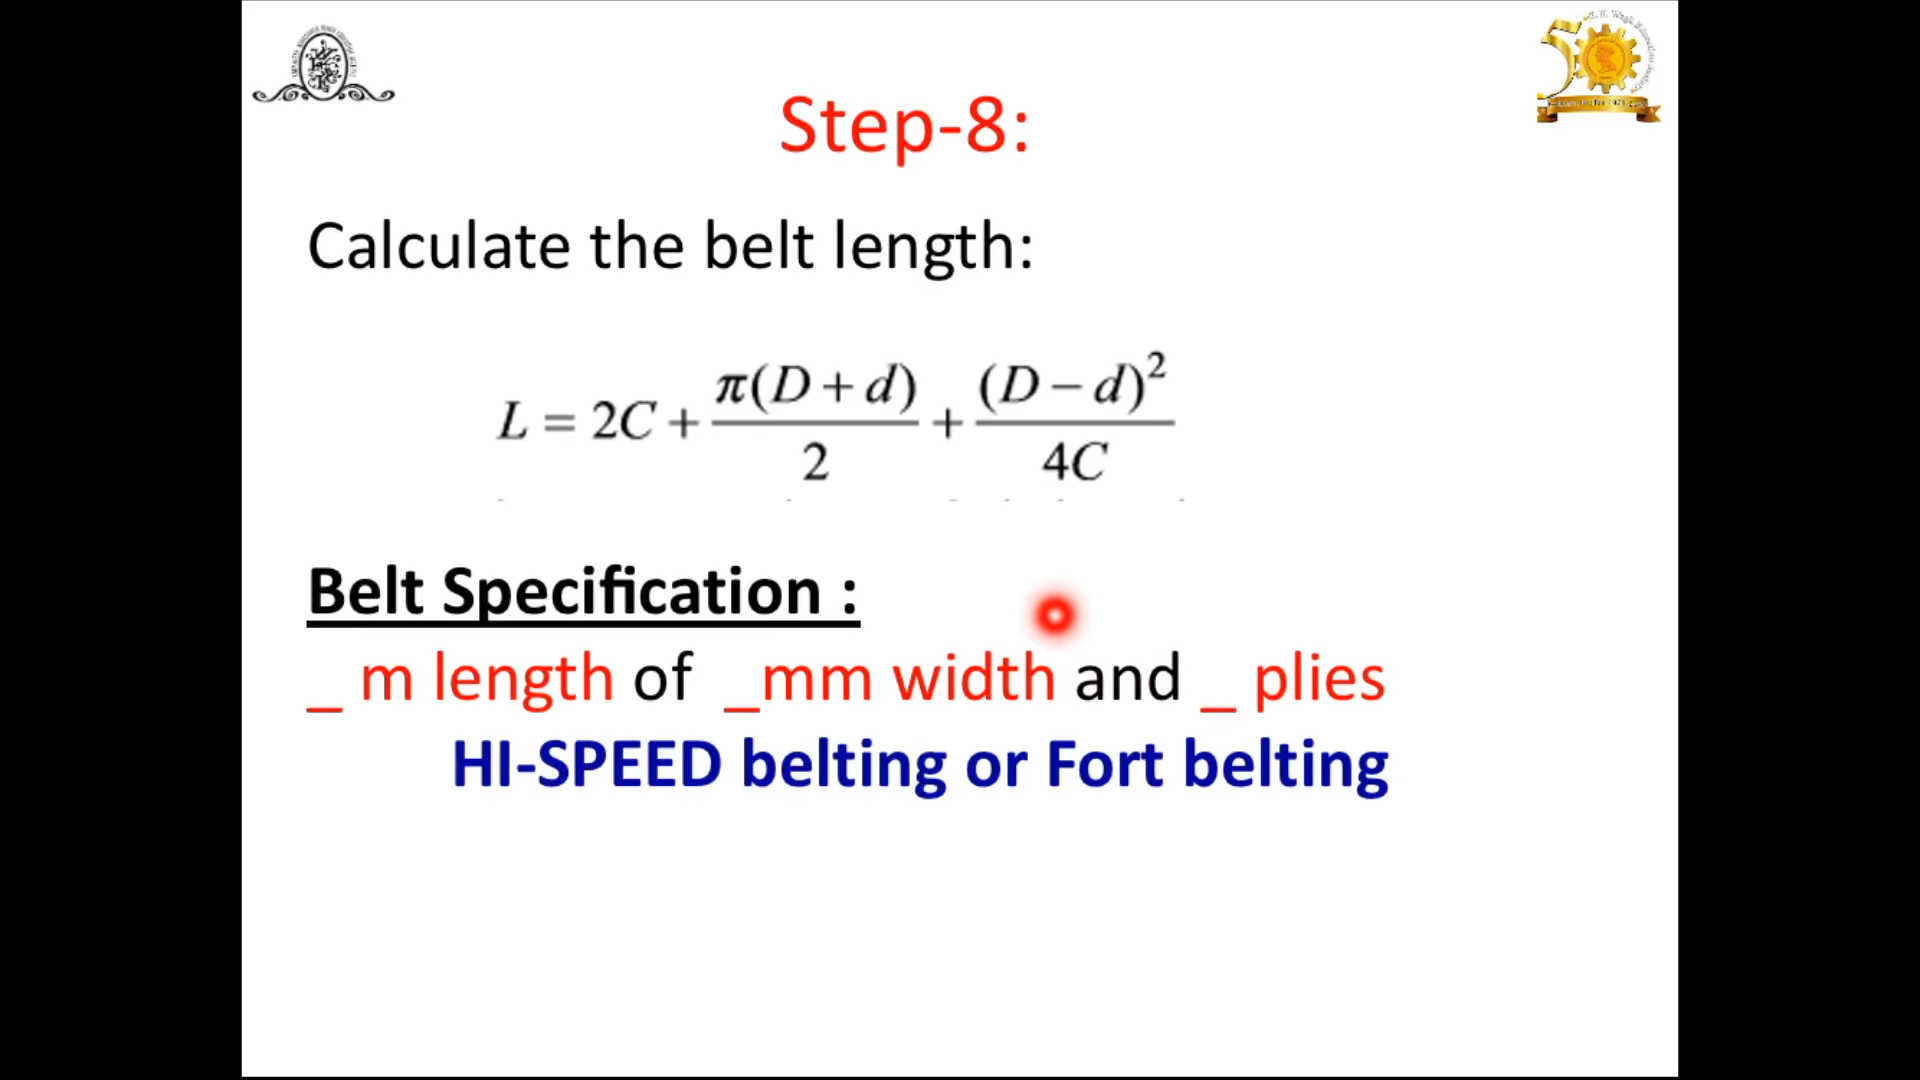 Step-8:
Calculate the belt length:
L = 2C + π(D + d)/2 + (D − d)²/4C
Belt Specification :
_ m length of _mm width and _ plies
HI-SPEED belting or Fort belting